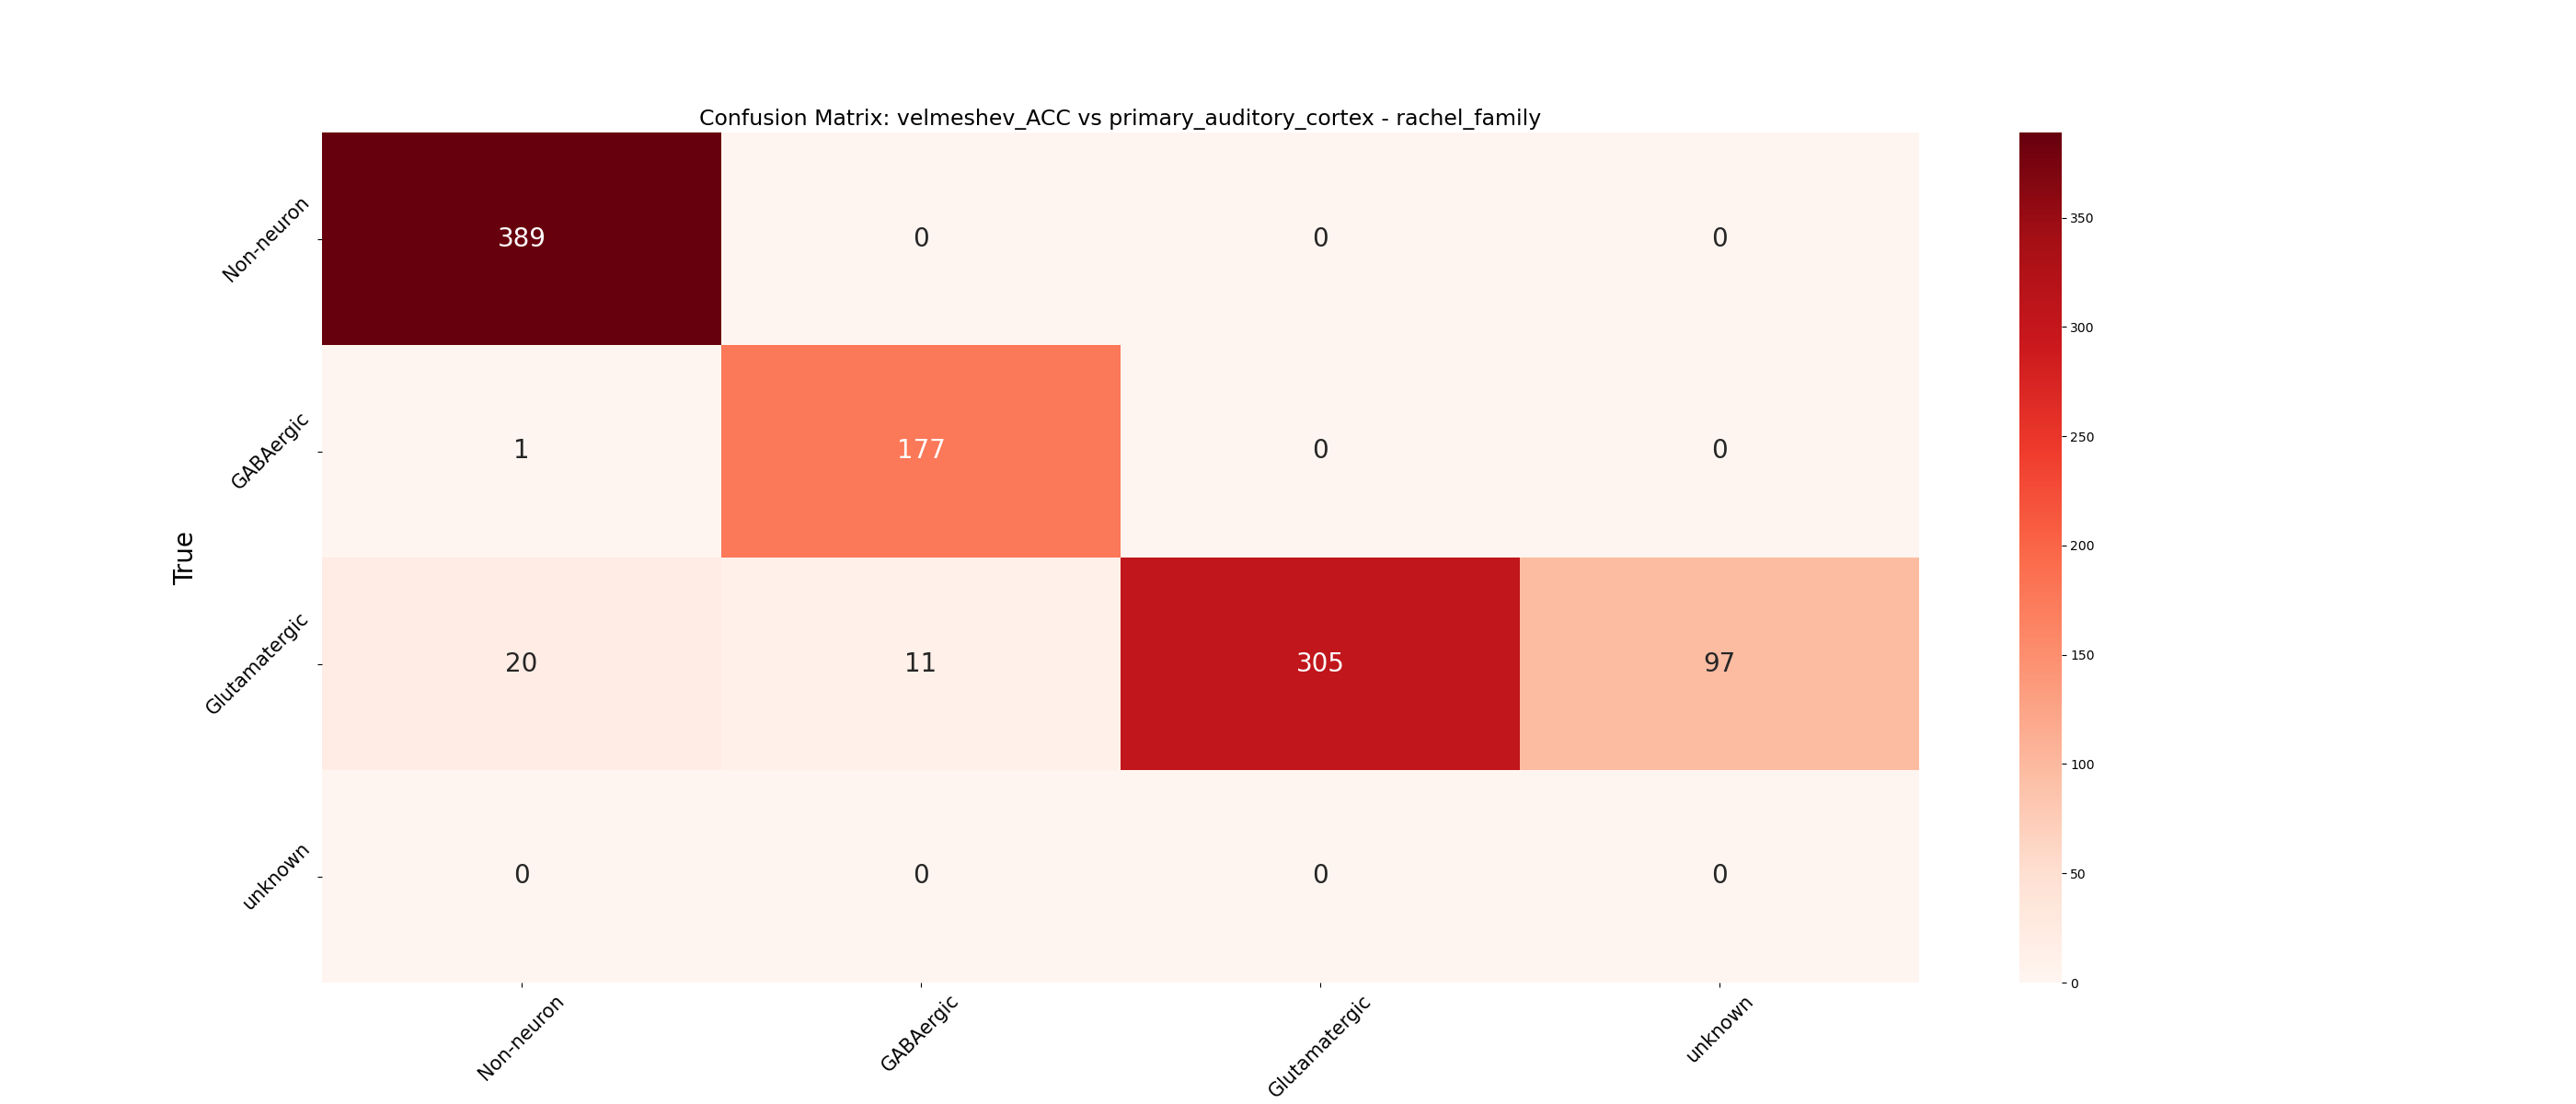 Confusion Matrix: velmeshev_ACC vs primary_auditory_cortex - rachel_family
True
Non-neuron
389
0
0
0
GABAergic
1
177
0
0
Glutamatergic
20
11
305
97
unknown
0
0
0
0
Non-neuron
GABAergic
Glutamatergic
unknown
350
300
250
200
150
100
50
0